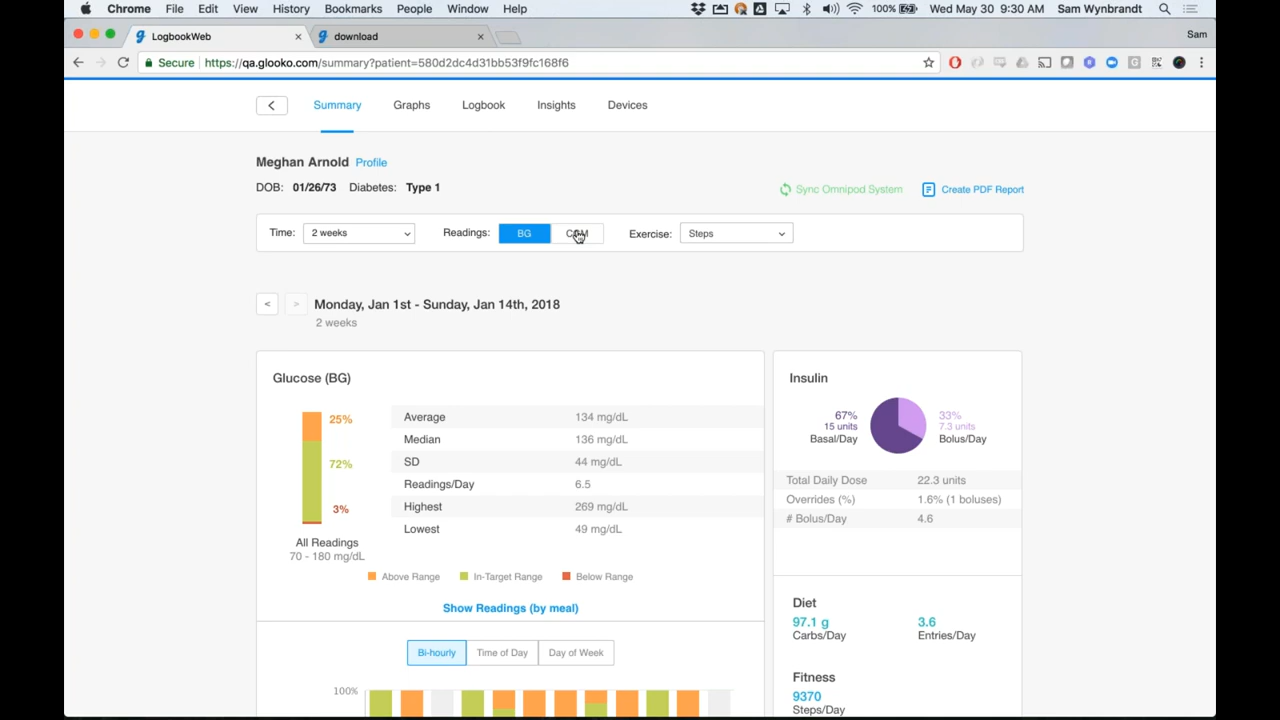 Chrome File Edit View History Bookmarks People Window Help 100% Wed May 30 9:30 AM Sam Wynbrandt
LogbookWeb × download × Sam
Secure https://qa.glooko.com/summary?patient=580d2dc4d31bb53f9fc168f6
Summary Graphs Logbook Insights Devices
Meghan Arnold Profile
DOB: 01/26/73 Diabetes: Type 1
Sync Omnipod System Create PDF Report
Time: 2 weeks Readings: BG Exercise: Steps
< > Monday, Jan 1st - Sunday, Jan 14th, 2018
2 weeks
Glucose (BG)
25%
72%
3%
All Readings
70 - 180 mg/dL
Average 134 mg/dL
Median 136 mg/dL
SD 44 mg/dL
Readings/Day 6.5
Highest 269 mg/dL
Lowest 49 mg/dL
Above Range In-Target Range Below Range
Show Readings (by meal)
Bi-hourly Time of Day Day of Week
100%
Insulin
67%
15 units
Basal/Day
33%
7.3 units
Bolus/Day
Total Daily Dose 22.3 units
Overrides (%) 1.6% (1 boluses)
# Bolus/Day 4.6
Diet
97.1 g 3.6
Carbs/Day Entries/Day
Fitness
9370
Steps/Day